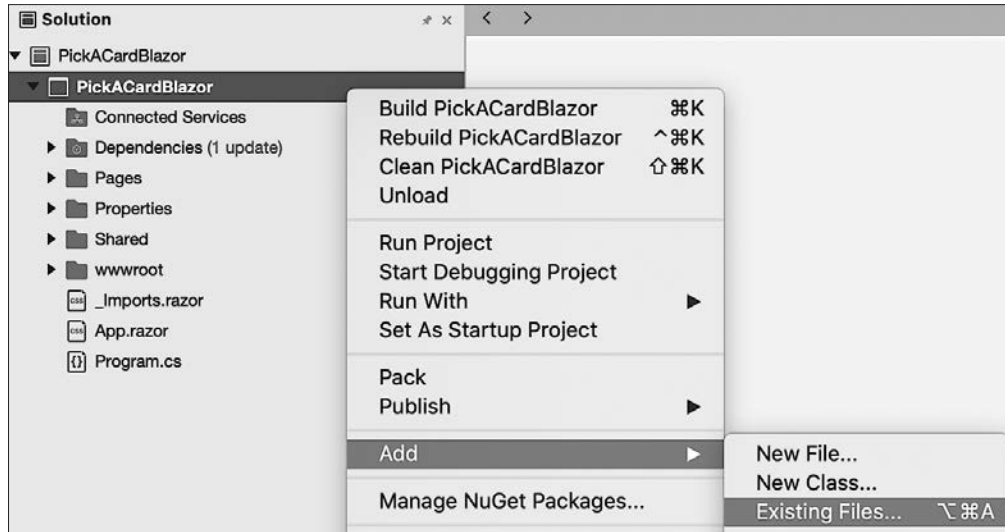 Solution
PickACardBlazor
PickACardBlazor
Connected Services
Dependencies (1 update)
Pages
Properties
Shared
wwwroot
_Imports.razor
App.razor
Program.cs
Build PickACardBlazor ⌘K
Rebuild PickACardBlazor ^⌘K
Clean PickACardBlazor ⇧⌘K
Unload
Run Project
Start Debugging Project
Run With
Set As Startup Project
Pack
Publish
Add
Manage NuGet Packages...
New File...
New Class...
Existing Files... ⌥⌘A